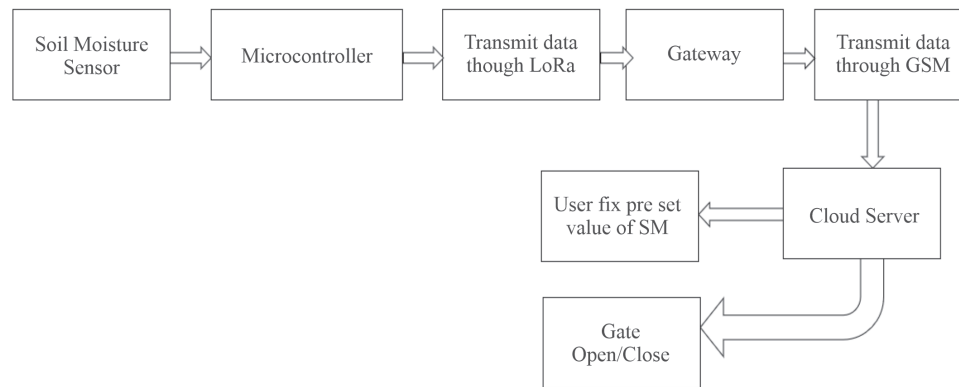 Soil Moisture
Sensor
Microcontroller
Transmit data
though LoRa
Gateway
Transmit data
through GSM
User fix pre set
value of SM
Cloud Server
Gate
Open/Close